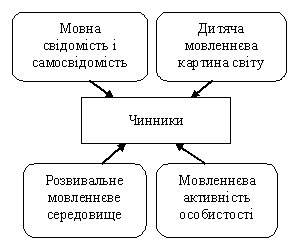 Мовна
свідомість і
самосвідомість
Дитяча
мовленнєва
картина світу
Чинники
Розвивальне
мовленнєве
середовище
Мовленнєва
активність
особистості